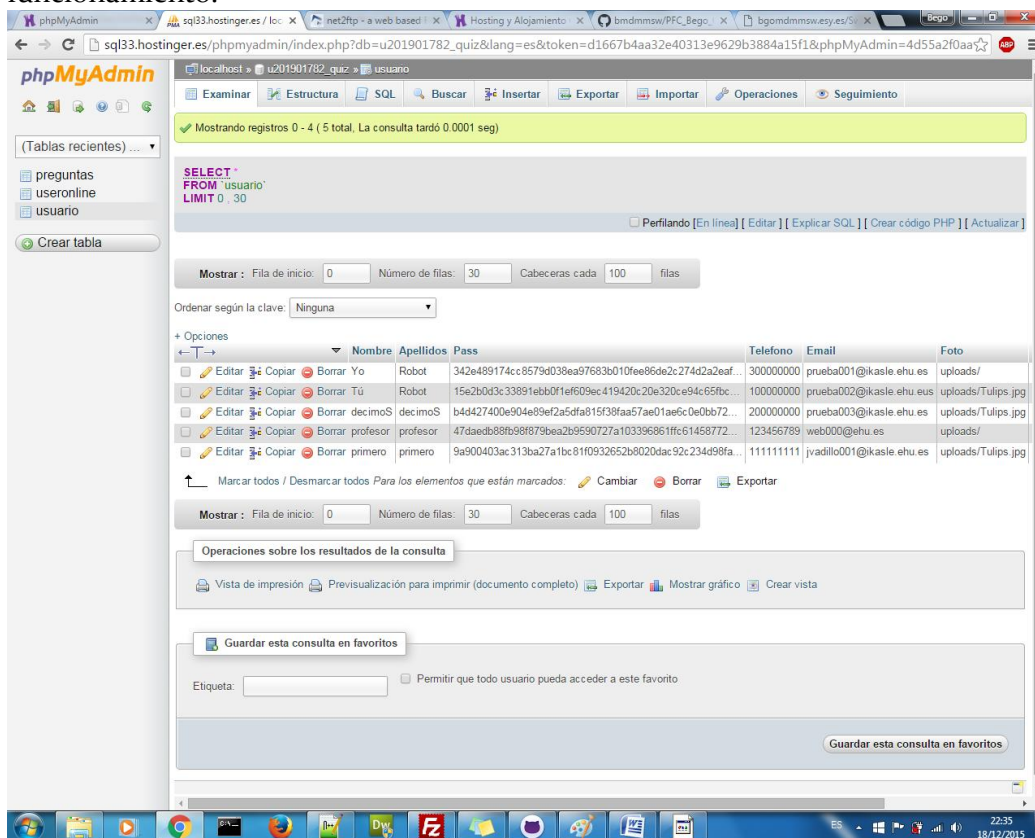 funcionamiento.
phpMyAdmin
sql33.hostinger.es / loc
net2ftp - a web based
Hosting y Alojamiento
bmdnmmsw/PFC_Bego_
bgomdmmsw.esy.es/
Bego
sql33.hostinger.es/phpmyadmin/index.php?db=u201901782_quiz&lang=es&token=d1667b4aa32e40313e9629b3884a15f1&phpMyAdmin=4d55a2f0aa
ABP
phpMyAdmin
localhost » u201901782_quiz » usuario
Examinar Estructura SQL Buscar Insertar Exportar Importar Operaciones Seguimiento
(Tablas recientes) ...
preguntas
useronline
usuario
Crear tabla
Mostrando registros 0 - 4 ( 5 total, La consulta tardó 0.0001 seg)
SELECT *
FROM `usuario`
LIMIT 0 , 30
Perfilando [En línea] [ Editar ] [ Explicar SQL ] [ Crear código PHP ] [ Actualizar ]
Mostrar : Fila de inicio: 0 Número de filas: 30 Cabeceras cada 100 filas
Ordenar según la clave: Ninguna
+ Opciones
←T→ Nombre Apellidos Pass Telefono Email Foto
Editar Copiar Borrar Yo Robot 342e489174cc8579d038ea97683b010fee86de2c274d2a2eaf... 300000000 prueba001@ikasle.ehu.es uploads/
Editar Copiar Borrar Tú Robot 15e2b0d3c33891ebb0f1ef609ec419420c20e320ce94c65fbc... 100000000 prueba002@ikasle.ehu.eus uploads/Tulips.jpg
Editar Copiar Borrar decimoS decimoS b4d427400e904e89ef2a5dfa815f38faa57ae01ae6c0e0bb72... 200000000 prueba003@ikasle.ehu.es uploads/Tulips.jpg
Editar Copiar Borrar profesor profesor 47daedb88fb98f879bea2b9590727a103396861ffc61458772... 123456789 web000@ehu.es uploads/
Editar Copiar Borrar primero primero 9a900403ac313ba27a1bc81f0932652b8020dac92c234d98fa... 111111111 jvadillo001@ikasle.ehu.es uploads/Tulips.jpg
Marcar todos / Desmarcar todos Para los elementos que están marcados: Cambiar Borrar Exportar
Mostrar : Fila de inicio: 0 Número de filas: 30 Cabeceras cada 100 filas
Operaciones sobre los resultados de la consulta
Vista de impresión Previsualización para imprimir (documento completo) Exportar Mostrar gráfico Crear vista
Guardar esta consulta en favoritos
Etiqueta: Permitir que todo usuario pueda acceder a este favorito
Guardar esta consulta en favoritos
ES 22:35
18/12/2015